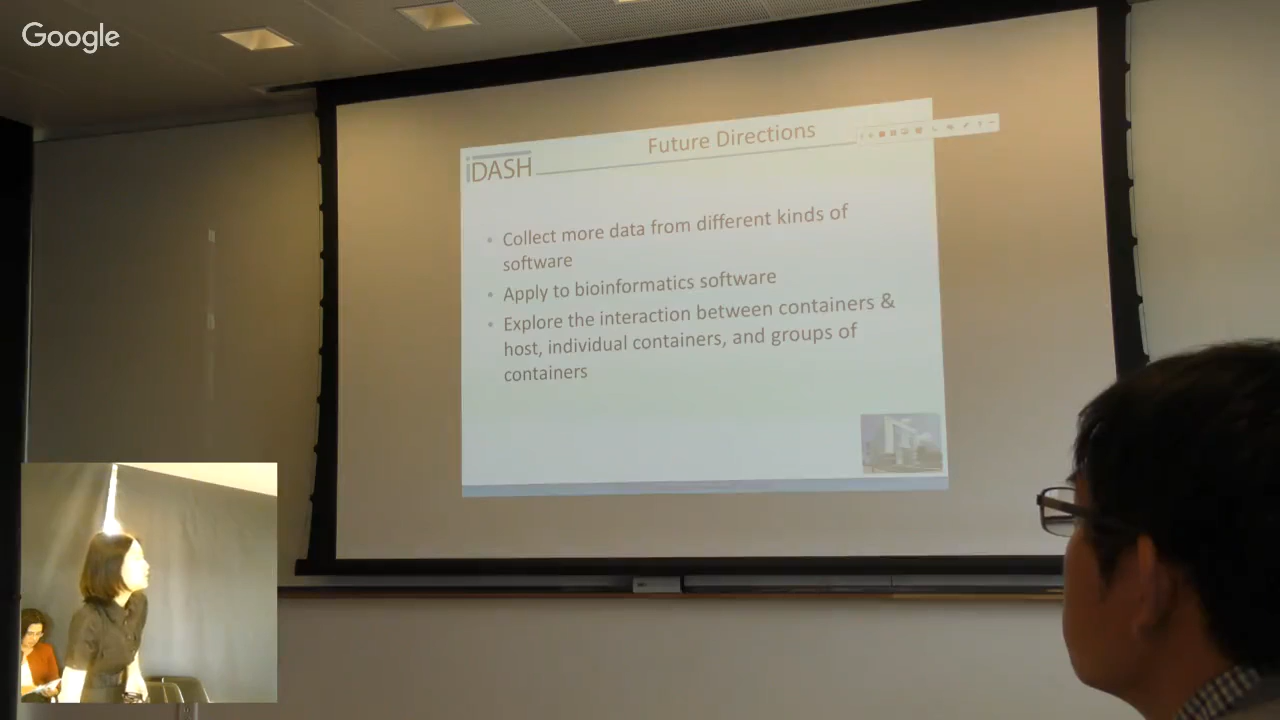 Google
Future Directions
iDASH
• Collect more data from different kinds of
software
• Apply to bioinformatics software
• Explore the interaction between containers &
host, individual containers, and groups of
containers